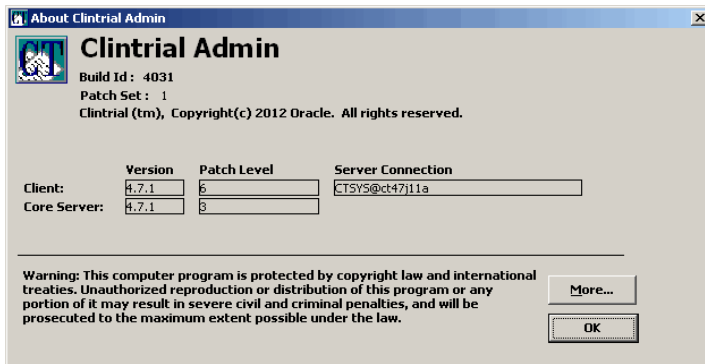 About Clintrial Admin
Clintrial Admin
Build Id : 4031
Patch Set : 1
Clintrial (tm), Copyright(c) 2012 Oracle. All rights reserved.
Version Patch Level Server Connection
Client: 4.7.1 6 CTSYS@ct47j11a
Core Server: 4.7.1 3
Warning: This computer program is protected by copyright law and international
treaties. Unauthorized reproduction or distribution of this program or any
portion of it may result in severe civil and criminal penalties, and will be
prosecuted to the maximum extent possible under the law.
More...
OK